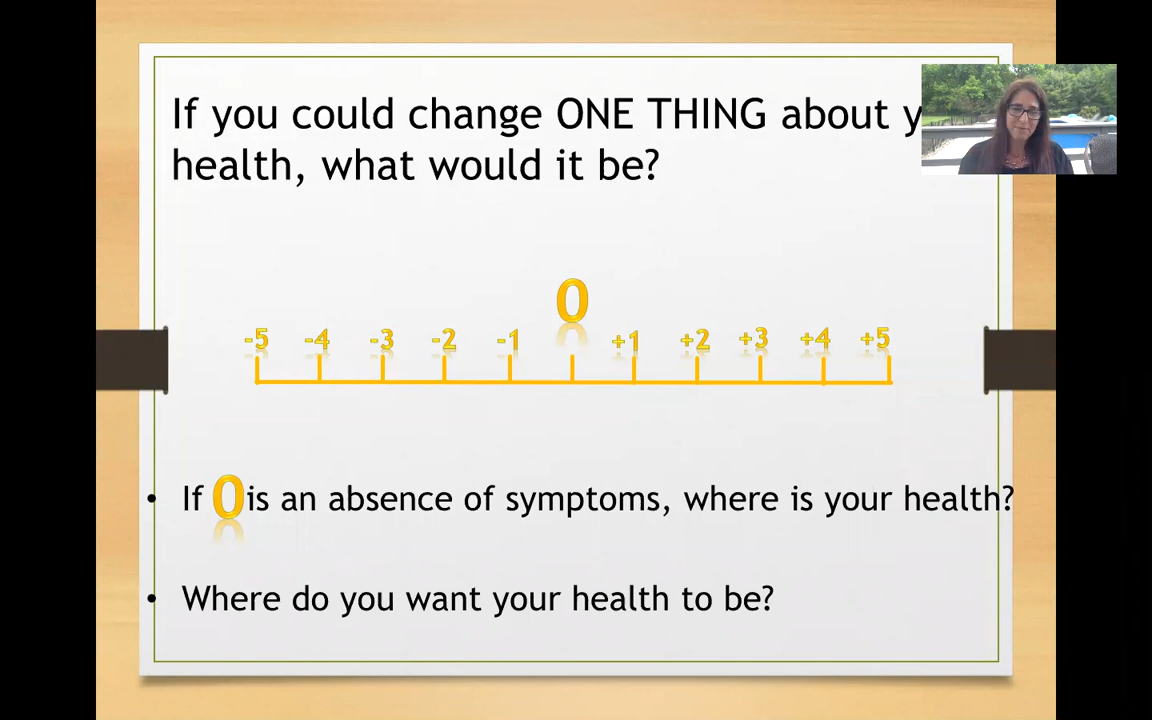 If you could change ONE THING about y
health, what would it be?
0
-5 -4 -3 -2 -1 +1 +2 +3 +4 +5
• If 0 is an absence of symptoms, where is your health?
• Where do you want your health to be?